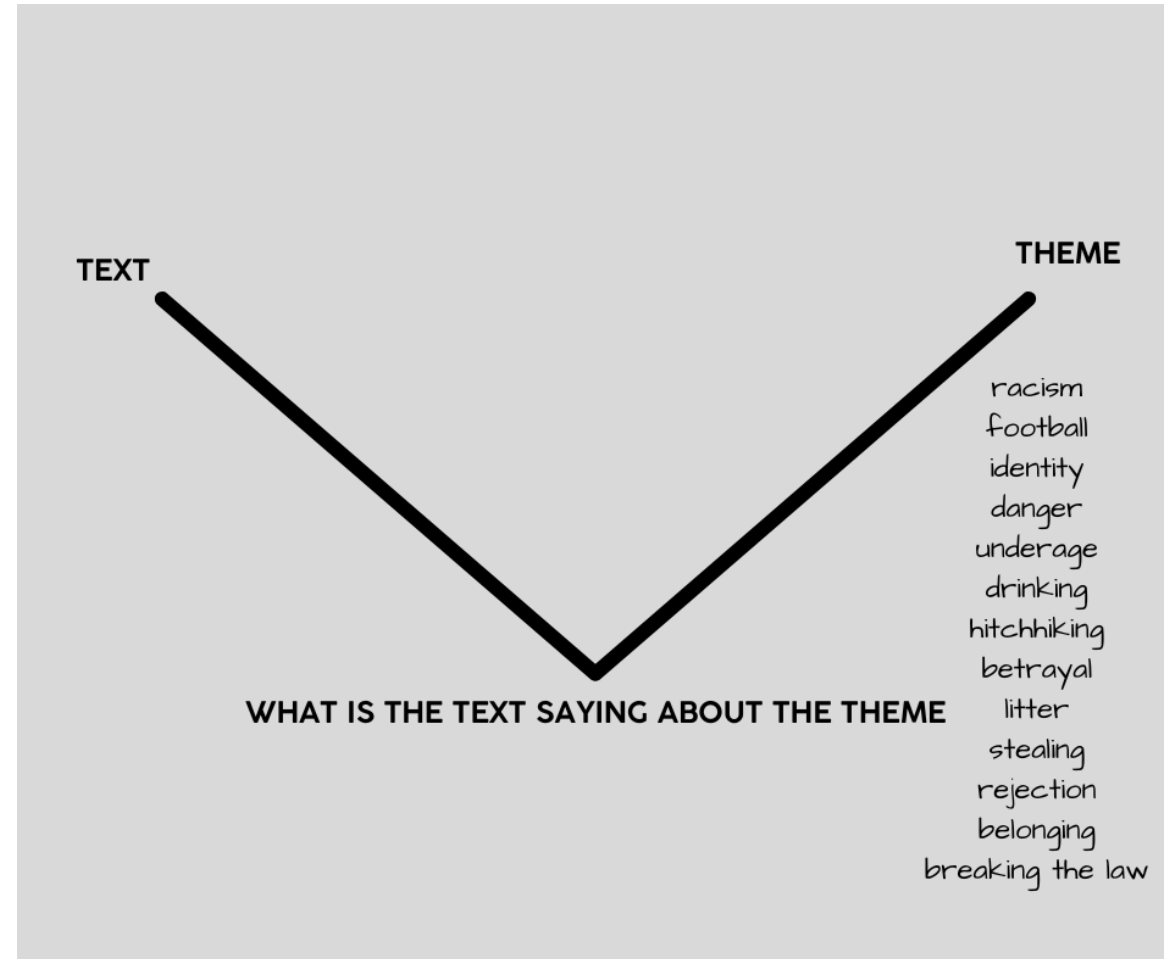 TEXT
THEME
racism
football
identity
danger
underage
drinking
hitchhiking
betrayal
litter
stealing
rejection
belonging
breaking the law
WHAT IS THE TEXT SAYING ABOUT THE THEME